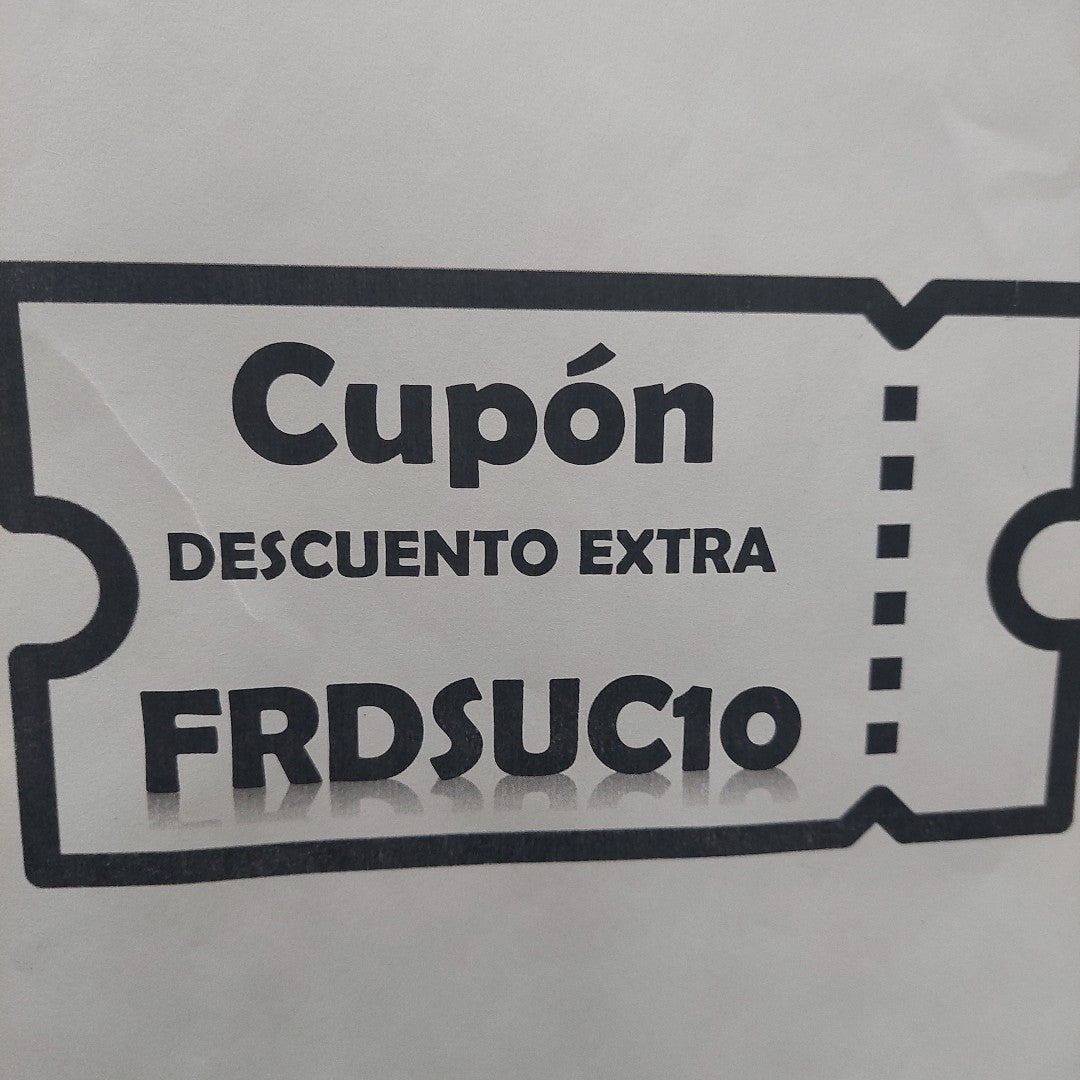 Cupón
DESCUENTO EXTRA
FRDSUC10